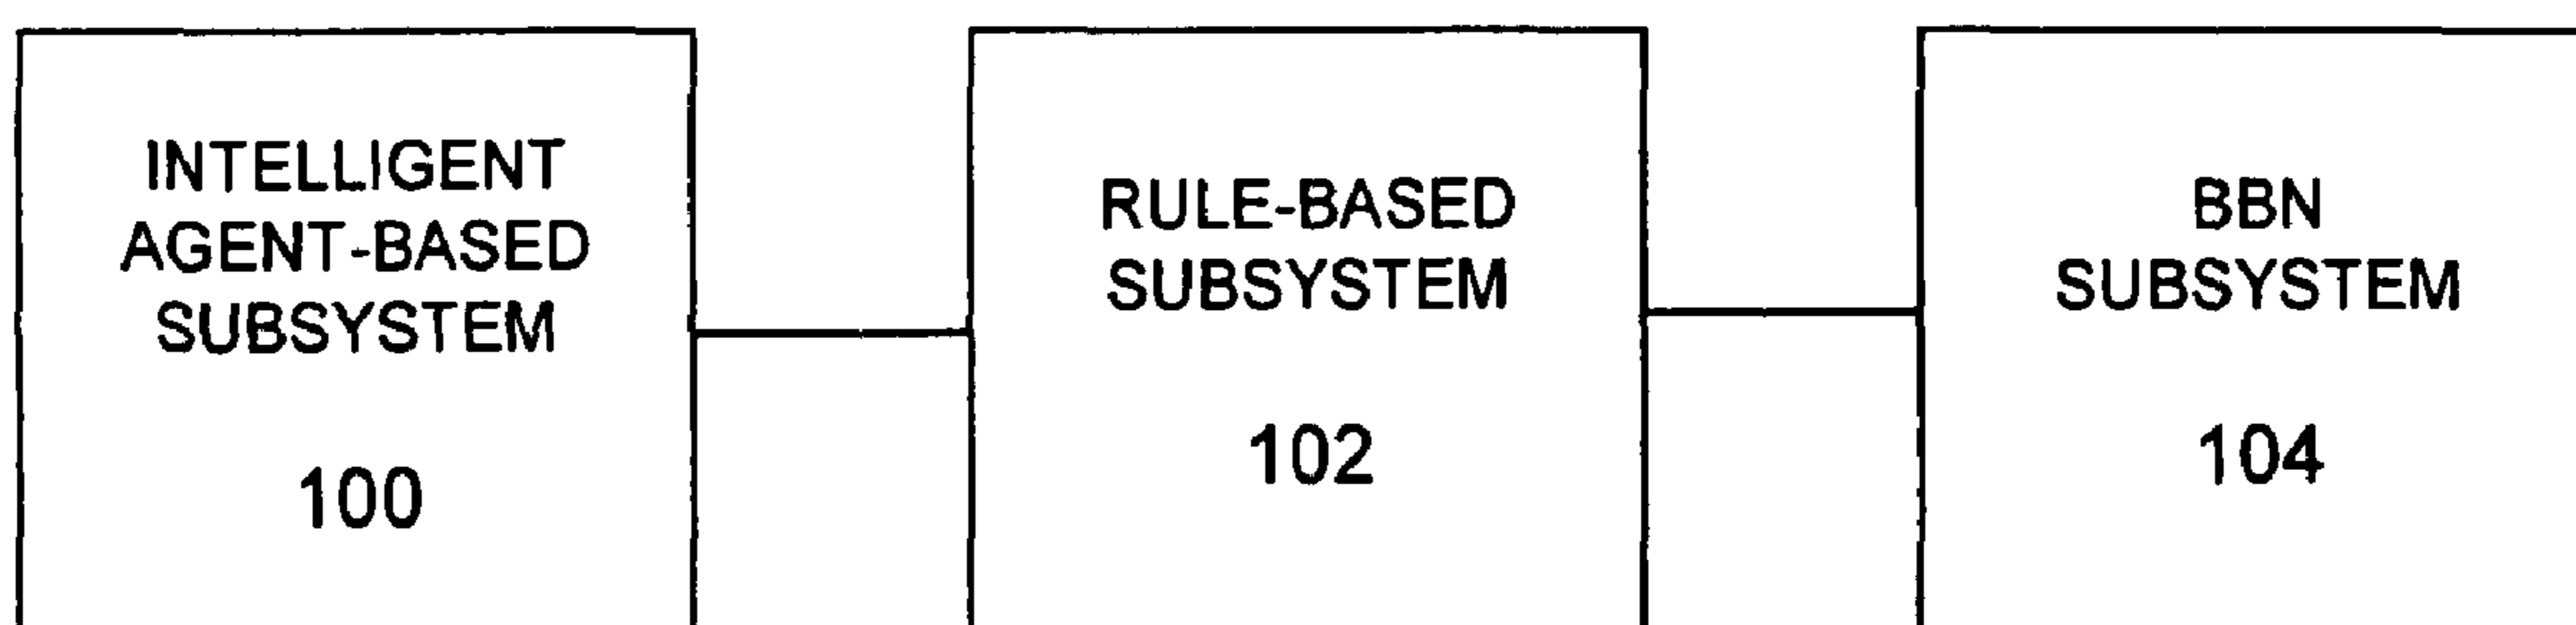 INTELLIGENT
AGENT-BASED
SUBSYSTEM
100
RULE-BASED
SUBSYSTEM
102
BBN
SUBSYSTEM
104